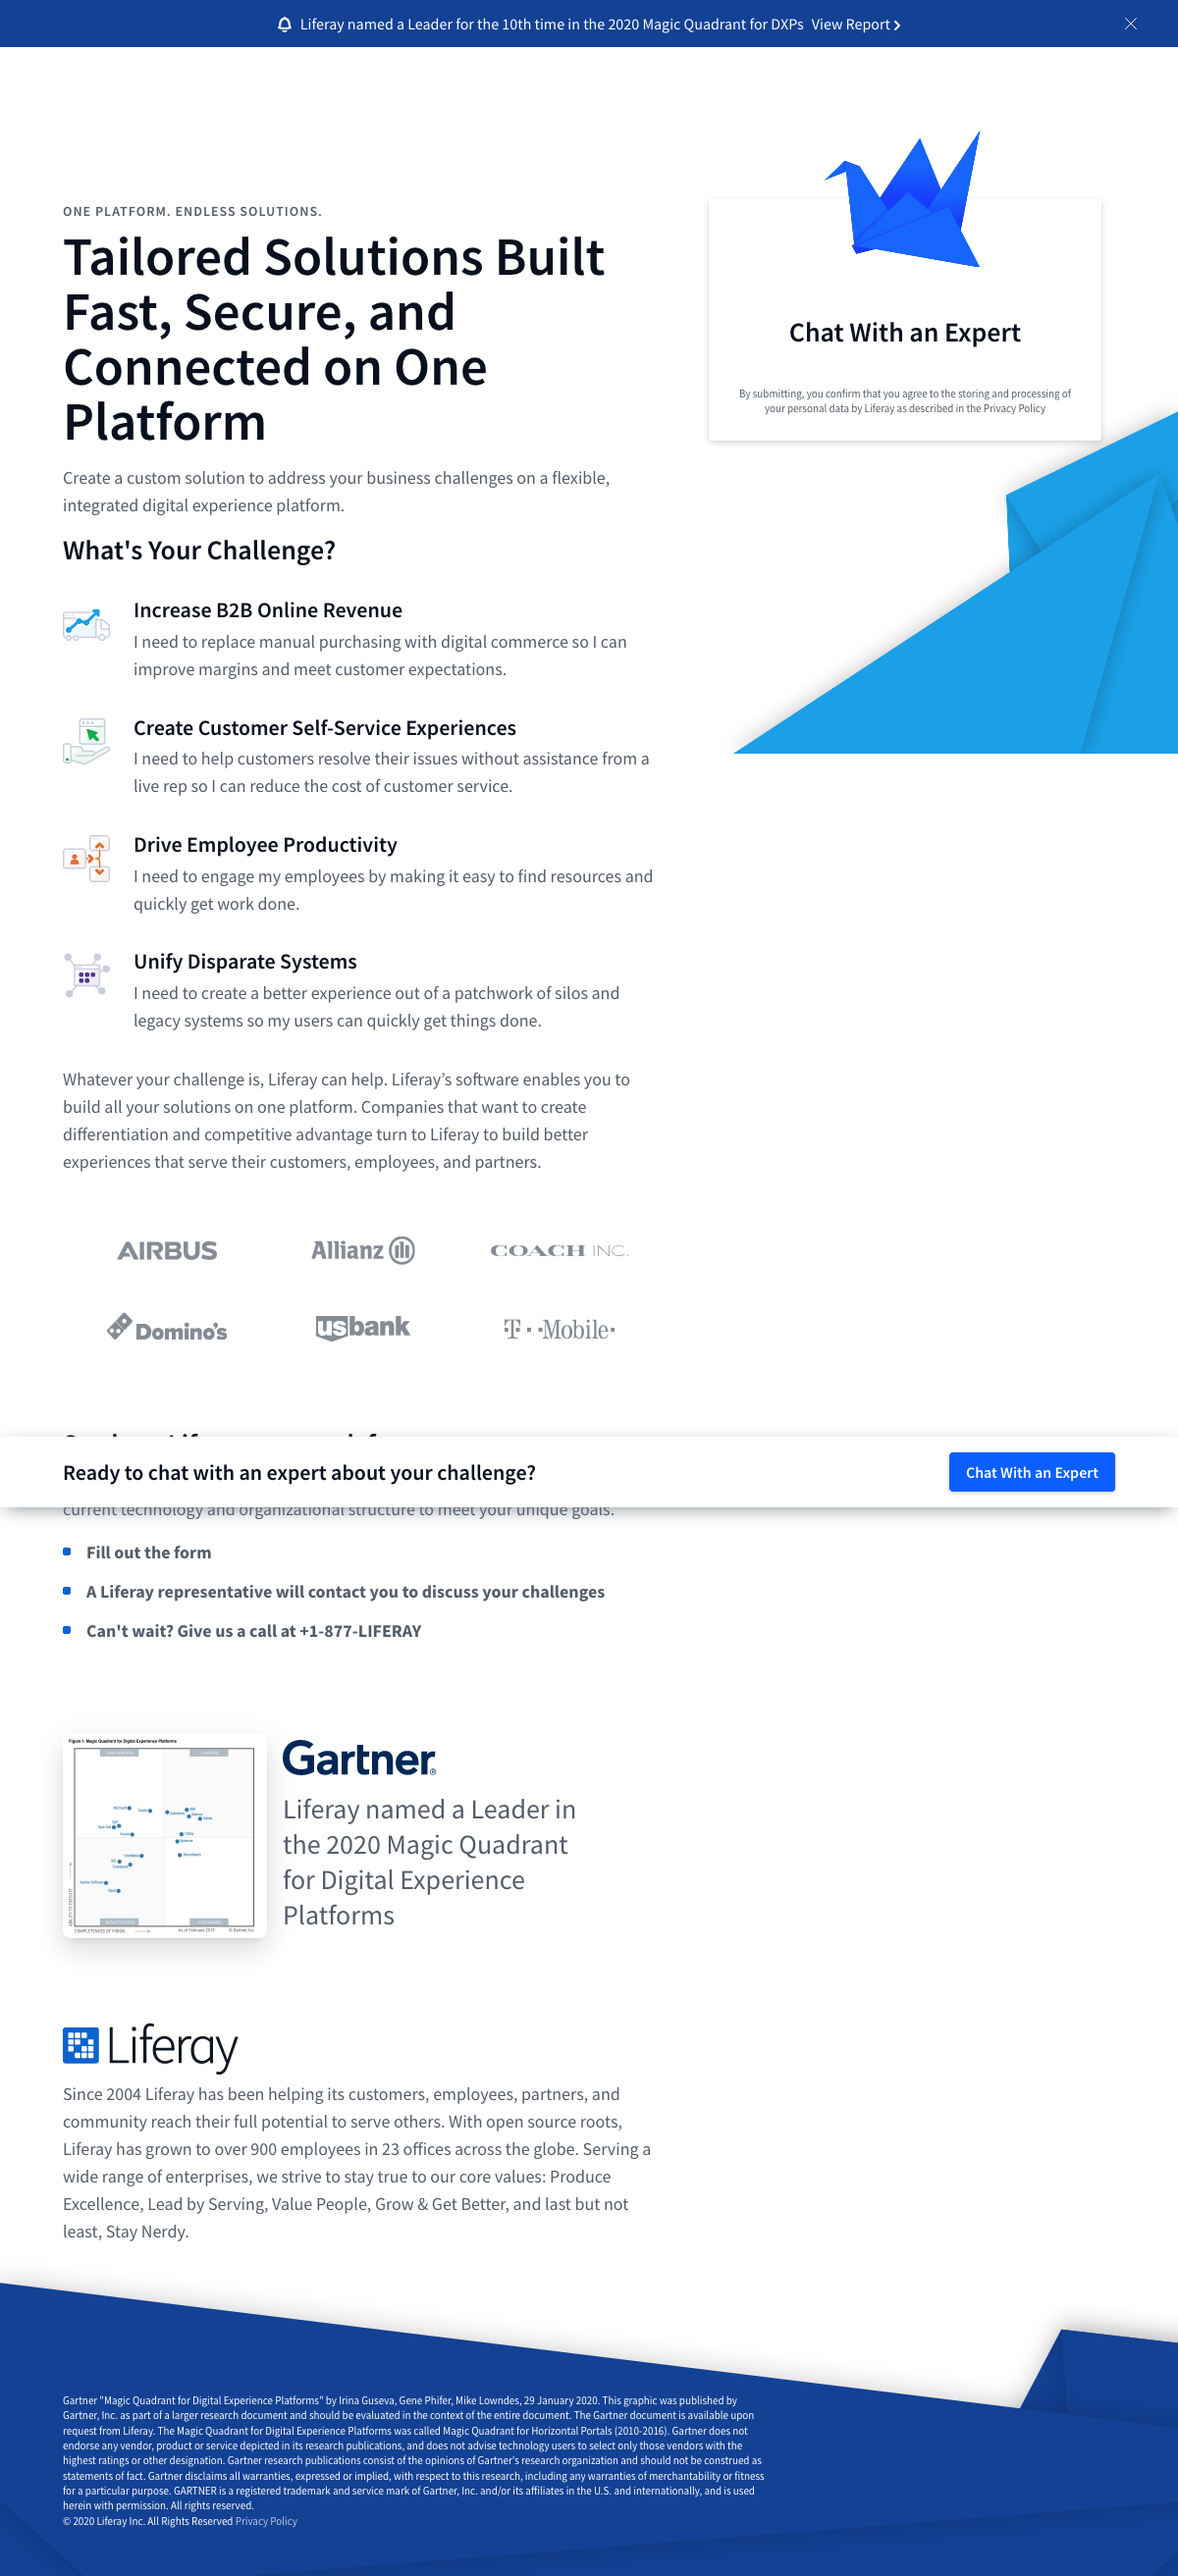 Liferay named a Leader for the 10th time in the 2020 Magic Quadrant for DXPs View Report
ONE PLATFORM. ENDLESS SOLUTIONS.
Tailored Solutions Built
Fast, Secure, and
Connected on One
Platform
Create a custom solution to address your business challenges on a flexible,
integrated digital experience platform.
Chat With an Expert
By submitting, you confirm that you agree to the storing and processing of
your personal data by Liferay as described in the Privacy Policy
What's Your Challenge?
Increase B2B Online Revenue
I need to replace manual purchasing with digital commerce so I can
improve margins and meet customer expectations.
Create Customer Self-Service Experiences
I need to help customers resolve their issues without assistance from a
live rep so I can reduce the cost of customer service.
Drive Employee Productivity
I need to engage my employees by making it easy to find resources and
quickly get work done.
Unify Disparate Systems
I need to create a better experience out of a patchwork of silos and
legacy systems so my users can quickly get things done.
Whatever your challenge is, Liferay can help. Liferay’s software enables you to
build all your solutions on one platform. Companies that want to create
differentiation and competitive advantage turn to Liferay to build better
experiences that serve their customers, employees, and partners.
AIRBUS Allianz COACH INC.
Domino's usbank T··Mobile·
Ready to chat with an expert about your challenge? Chat With an Expert
current technology and organizational structure to meet your unique goals.
Fill out the form
A Liferay representative will contact you to discuss your challenges
Can't wait? Give us a call at +1-877-LIFERAY
Figure 1. Magic Quadrant for Digital Experience Platforms
COMPLETENESS OF VISION As of February 2019 © Gartner, Inc
Gartner®
Liferay named a Leader in
the 2020 Magic Quadrant
for Digital Experience
Platforms
Liferay
Since 2004 Liferay has been helping its customers, employees, partners, and
community reach their full potential to serve others. With open source roots,
Liferay has grown to over 900 employees in 23 offices across the globe. Serving a
wide range of enterprises, we strive to stay true to our core values: Produce
Excellence, Lead by Serving, Value People, Grow & Get Better, and last but not
least, Stay Nerdy.
Gartner "Magic Quadrant for Digital Experience Platforms" by Irina Guseva, Gene Phifer, Mike Lowndes, 29 January 2020. This graphic was published by
Gartner, Inc. as part of a larger research document and should be evaluated in the context of the entire document. The Gartner document is available upon
request from Liferay. The Magic Quadrant for Digital Experience Platforms was called Magic Quadrant for Horizontal Portals (2010-2016). Gartner does not
endorse any vendor, product or service depicted in its research publications, and does not advise technology users to select only those vendors with the
highest ratings or other designation. Gartner research publications consist of the opinions of Gartner's research organization and should not be construed as
statements of fact. Gartner disclaims all warranties, expressed or implied, with respect to this research, including any warranties of merchantability or fitness
for a particular purpose. GARTNER is a registered trademark and service mark of Gartner, Inc. and/or its affiliates in the U.S. and internationally, and is used
herein with permission. All rights reserved.
© 2020 Liferay Inc. All Rights Reserved Privacy Policy